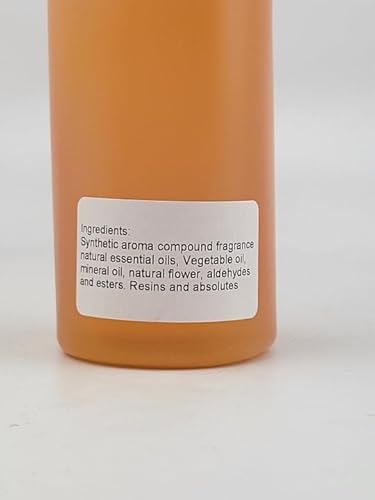 Ingredients:
Synthetic aroma compound fragrance
natural essential oils, Vegetable oil,
mineral oil, natural flower, aldehydes
and esters. Resins and absolutes